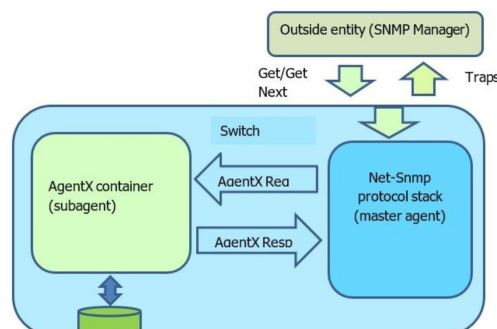 Outside entity (SNMP Manager)
Get/Get
Next
Traps
Switch
AgentX container
(subagent)
AgentX Req
Net-Snmp
protocol stack
(master agent)
AgentX Resp